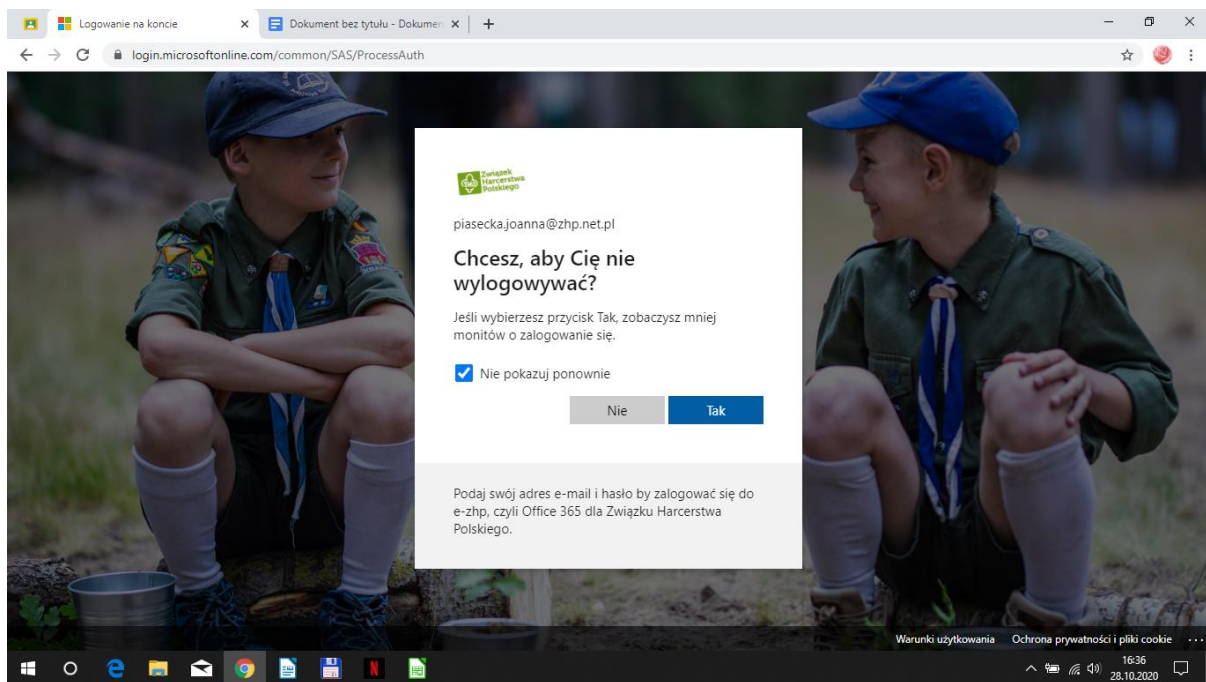 Logowanie na koncie
Dokument bez tytułu - Dokumen
login.microsoftonline.com/common/SAS/ProcessAuth
ZHP
Związek
Harcerstwa
Polskiego
piasecka.joanna@zhp.net.pl
Chcesz, aby Cię nie
wylogowywać?
Jeśli wybierzesz przycisk Tak, zobaczysz mniej
monitów o zalogowanie się.
Nie pokazuj ponownie
Nie
Tak
Podaj swój adres e-mail i hasło by zalogować się do
e-zhp, czyli Office 365 dla Związku Harcerstwa
Polskiego.
Warunki użytkowania
Ochrona prywatności i pliki cookie
...
16:36
28.10.2020